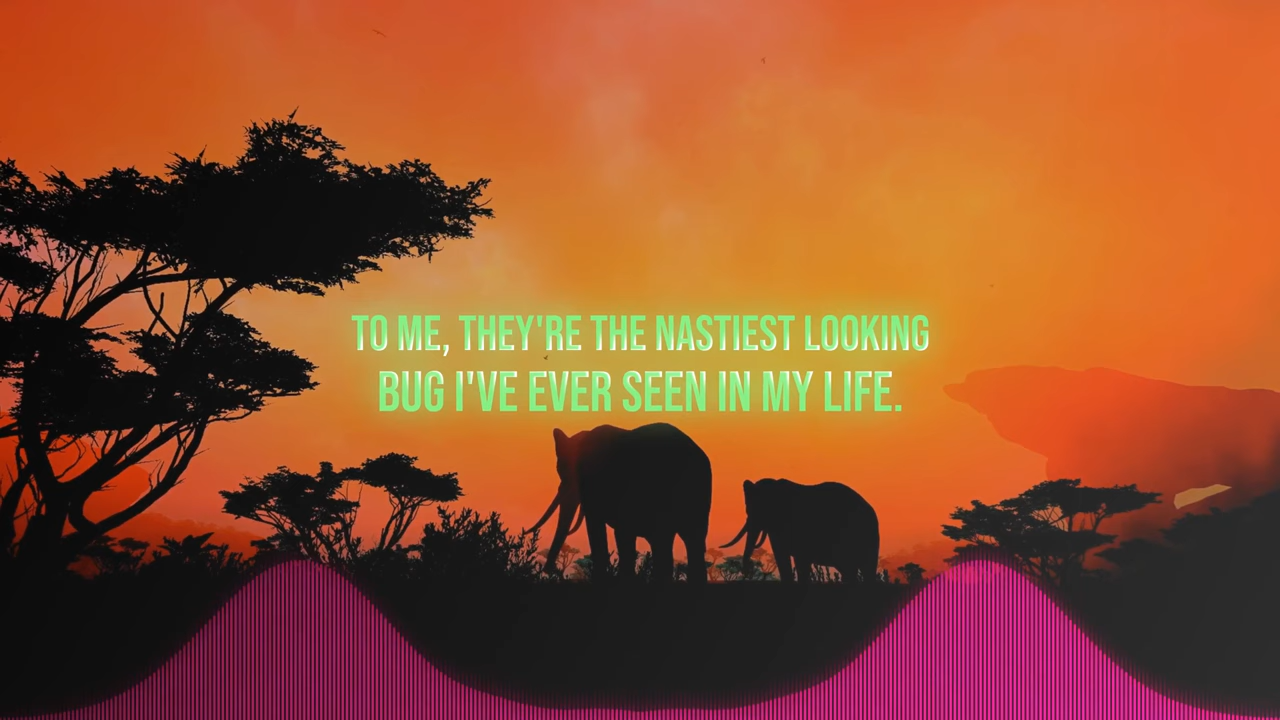 TO ME, THEY'RE THE NASTIEST LOOKING
BUG I'VE EVER SEEN IN MY LIFE.